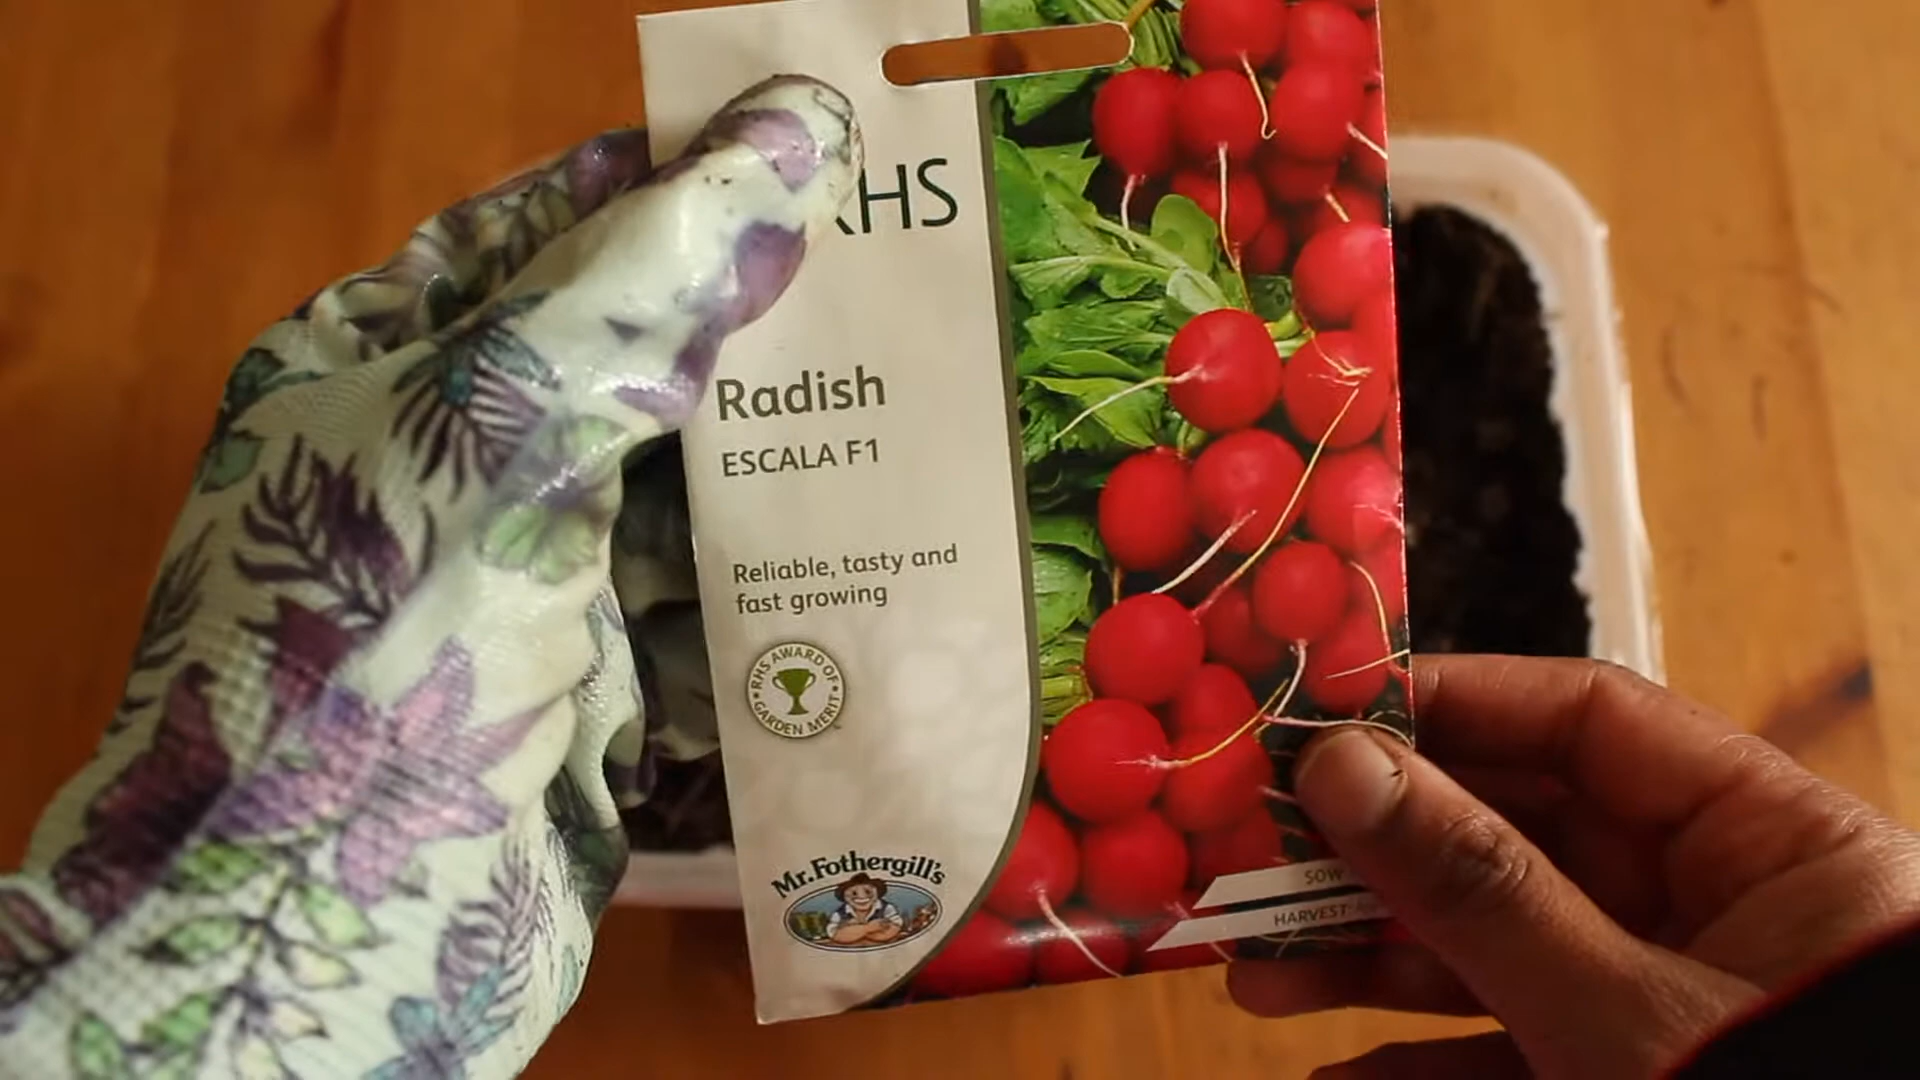 RHS
Radish
ESCALA F1
Reliable, tasty and
fast growing
RHS AWARD OF
GARDEN MERIT
Mr.Fothergill's
SOW
HARVEST